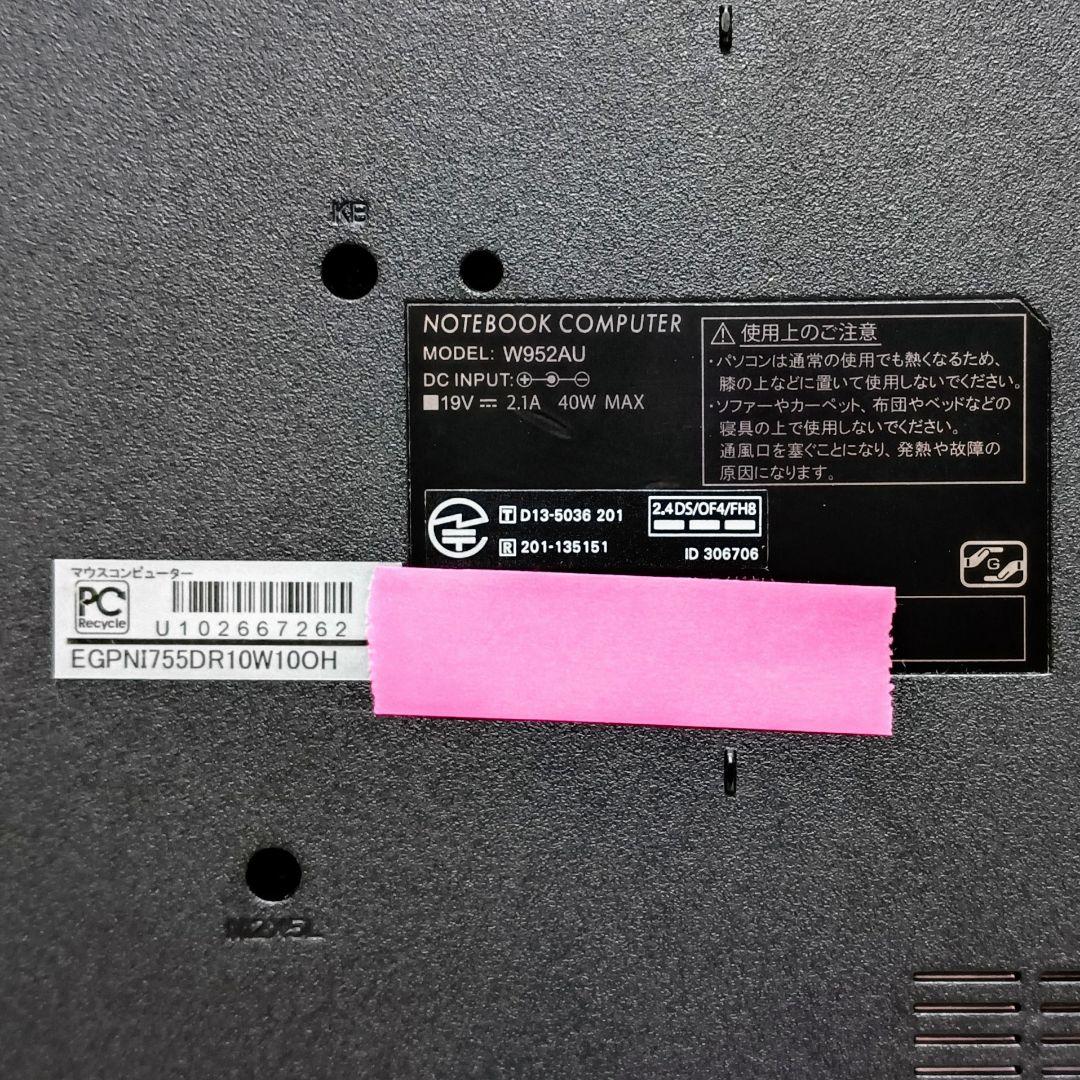 KB
NOTEBOOK COMPUTER
MODEL: W952AU
DC INPUT:
19V 2.1A 40W MAX
使用上のご注意
・パソコンは通常の使用でも熱くなるため、
膝の上などに置いて使用しないでください。
・ソファーやカーペット、布団やベッドなどの
寝具の上で使用しないでください。
通風口を塞ぐことになり、発熱や故障の
原因になります。
T D13-5036 201
R 201-135151
2.4DS/OF4/FH8
ID 306706
G
マウスコンピューター
PC
Recycle
U102667262
EGPNI755DR10W10OH
M2X5L